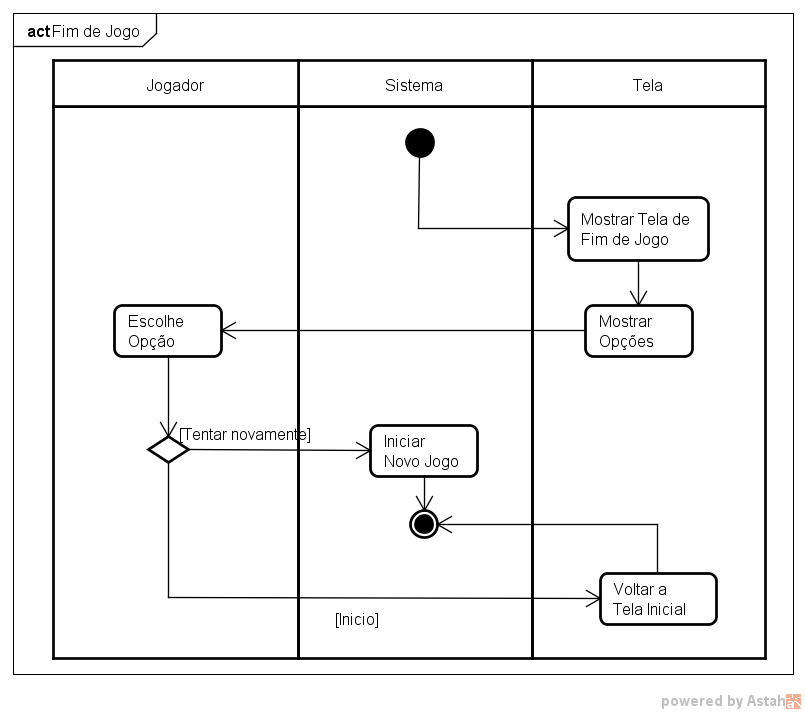 act Fim de Jogo
Jogador
Sistema
Tela
Mostrar Tela de
Fim de Jogo
Escolhe
Opção
Mostrar
Opções
[Tentar novamente]
Iniciar
Novo Jogo
Voltar a
Tela Inicial
[Inicio]
powered by Astah